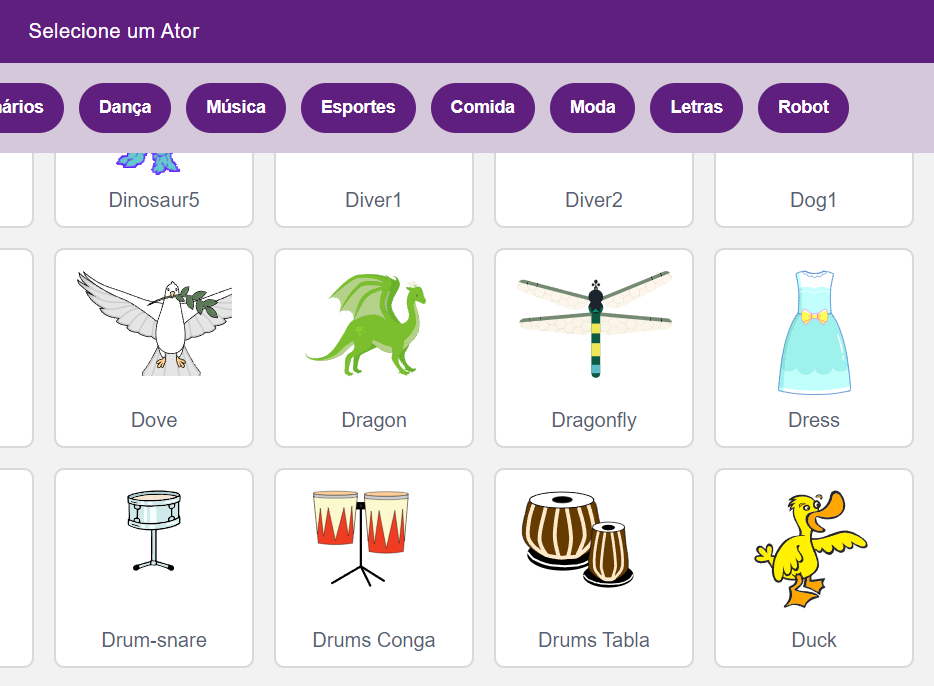 Selecione um Ator
ários Dança Música Esportes Comida Moda Letras Robot
Dinosaur5 Diver1 Diver2 Dog1
Dove Dragon Dragonfly Dress
Drum-snare Drums Conga Drums Tabla Duck